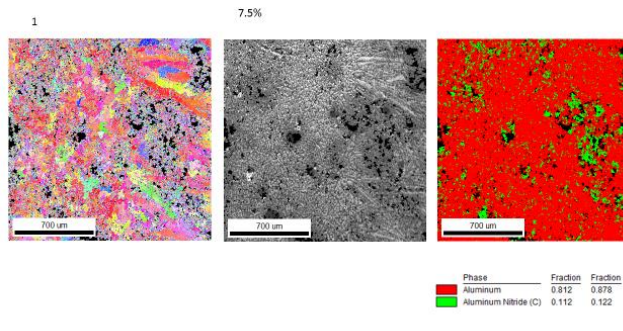 1
7.5%
700 um
700 um
700 um
Phase Fraction Fraction
Aluminum 0.812 0.878
Aluminum Nitride (C) 0.112 0.122